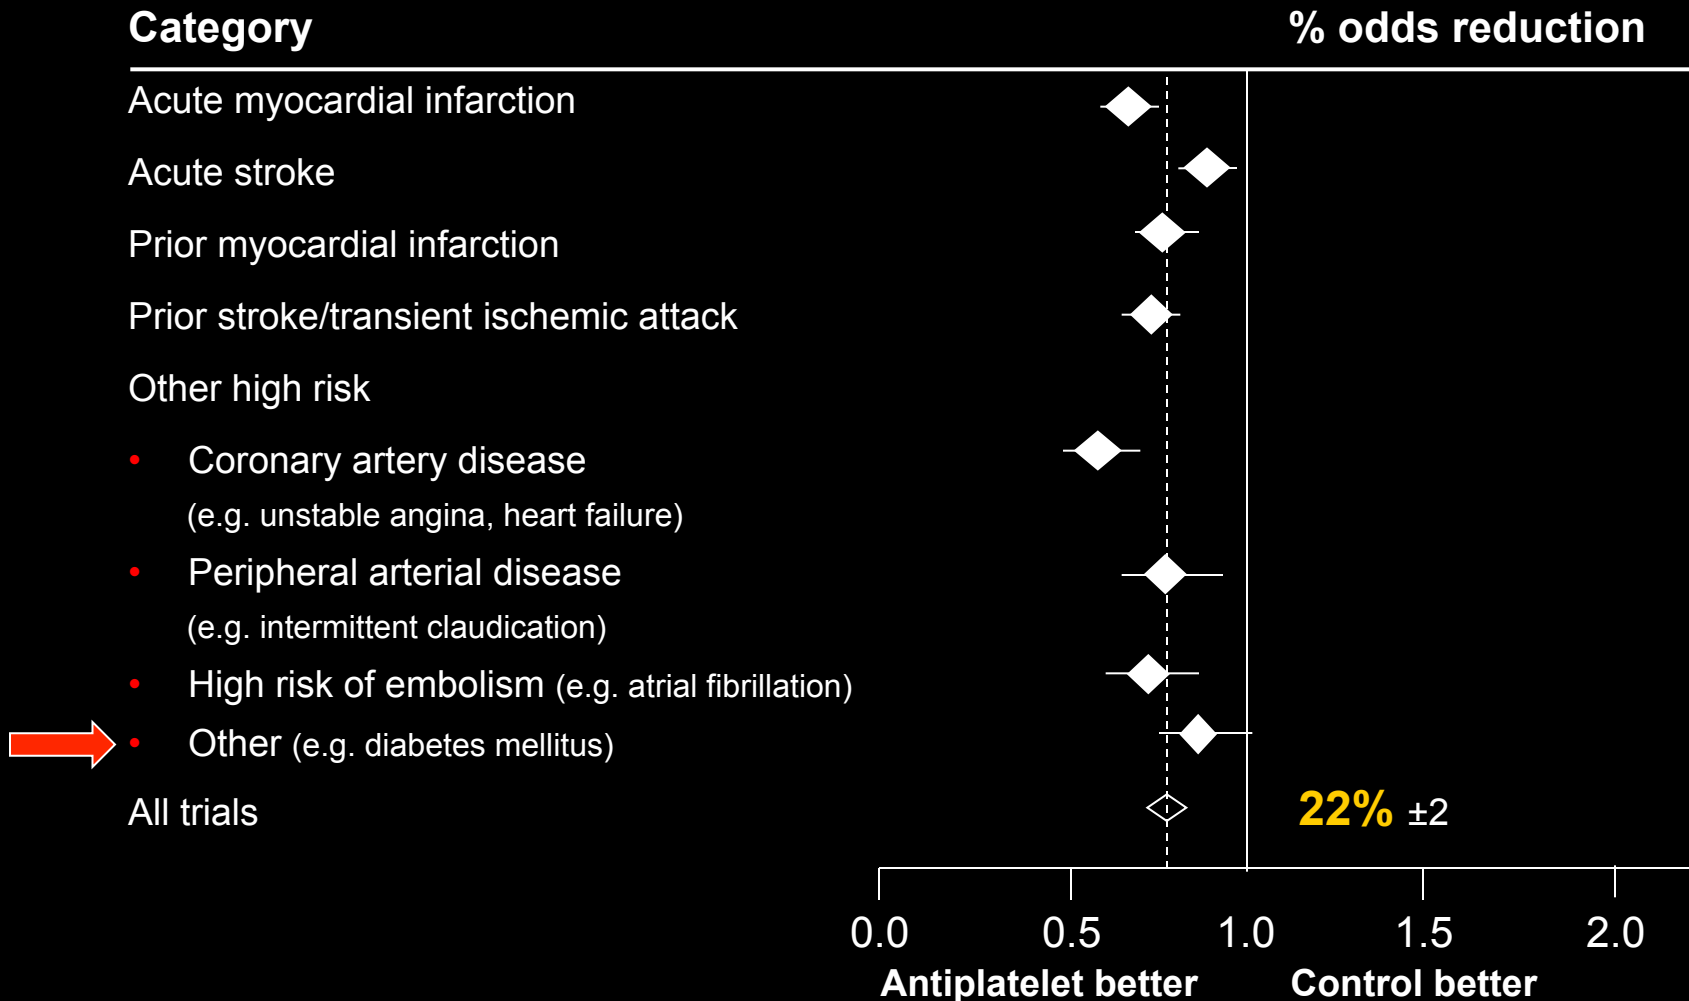 Category % odds reduction
Acute myocardial infarction
Acute stroke
Prior myocardial infarction
Prior stroke/transient ischemic attack
Other high risk
• Coronary artery disease
(e.g. unstable angina, heart failure)
• Peripheral arterial disease
(e.g. intermittent claudication)
• High risk of embolism (e.g. atrial fibrillation)
• Other (e.g. diabetes mellitus)
All trials 22% ±2
0.0 0.5 1.0 1.5 2.0
Antiplatelet better Control better